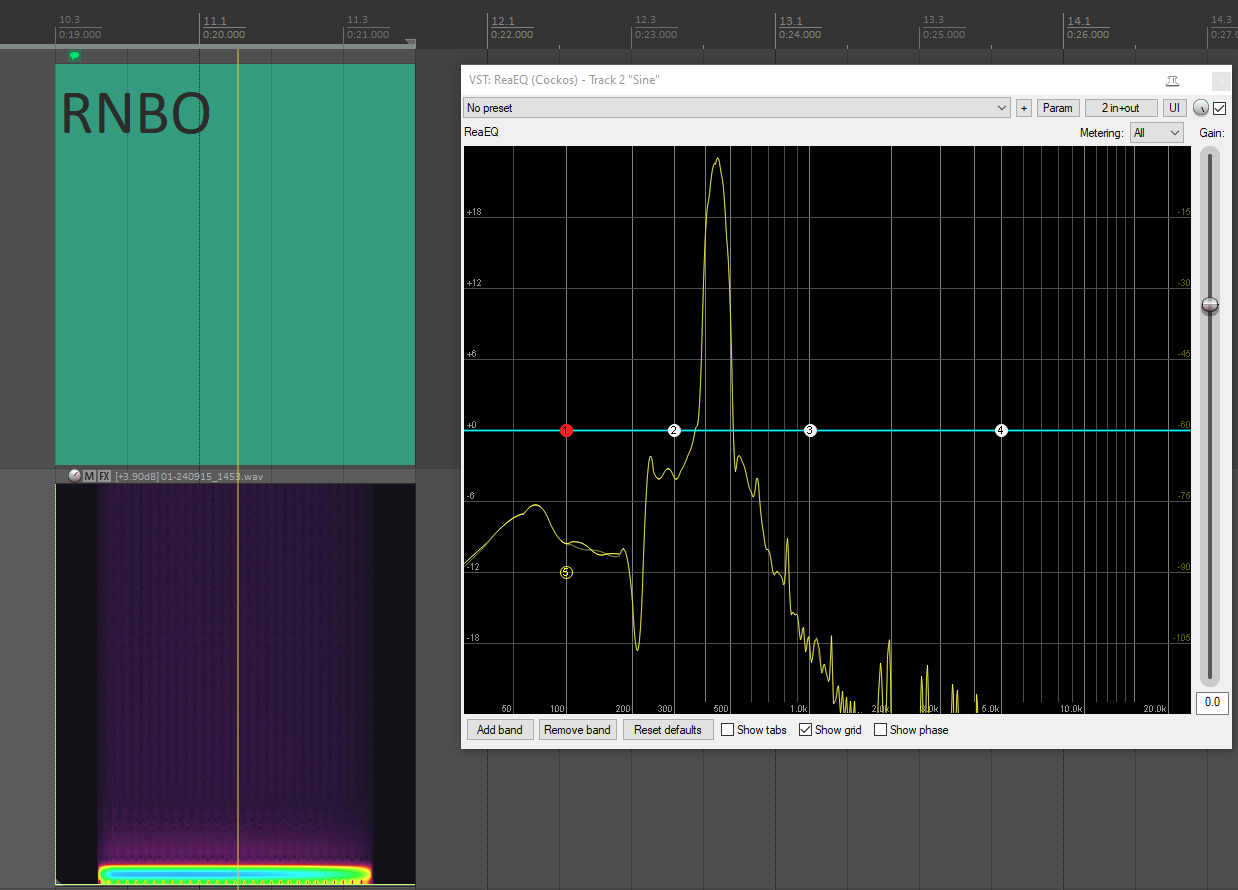 10.3 11.1 11.3 12.1 12.3 13.1 13.3 14.1 14.3
0:19.000 0:20.000 0:21.000 0:22.000 0:23.000 0:24.000 0:25.000 0:26.000
RNBO
VST: ReaEQ (Cockos) - Track 2 "Sine"
No preset + Param 2 in+out UI
ReaEQ Metering: All Gain:
+18 -15
+12 -30
+6 -45
+0 -60
1 2 3 4
-6 -75
-12 -90
5
-18 -105
50 100 200 300 500 1.0k 2.0k 3.0k 5.0k 10.0k 20.0k
0.0
Add band Remove band Reset defaults Show tabs Show grid Show phase
M FX [+3.90dB] 01-240915_1453.wav